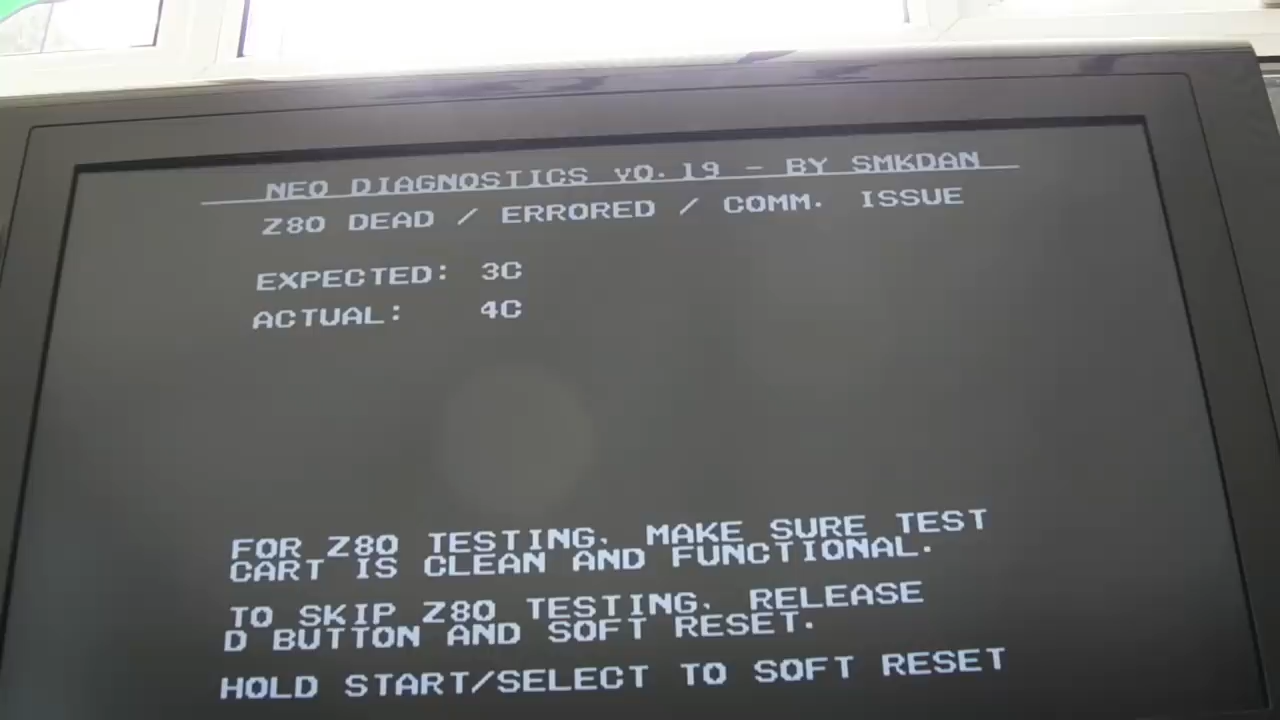 NEO DIAGNOSTICS v0.19 - BY SMKDAN
Z80 DEAD / ERRORED / COMM. ISSUE
EXPECTED: 3C
ACTUAL: 4C
FOR Z80 TESTING, MAKE SURE TEST
CART IS CLEAN AND FUNCTIONAL.
TO SKIP Z80 TESTING, RELEASE
D BUTTON AND SOFT RESET.
HOLD START/SELECT TO SOFT RESET